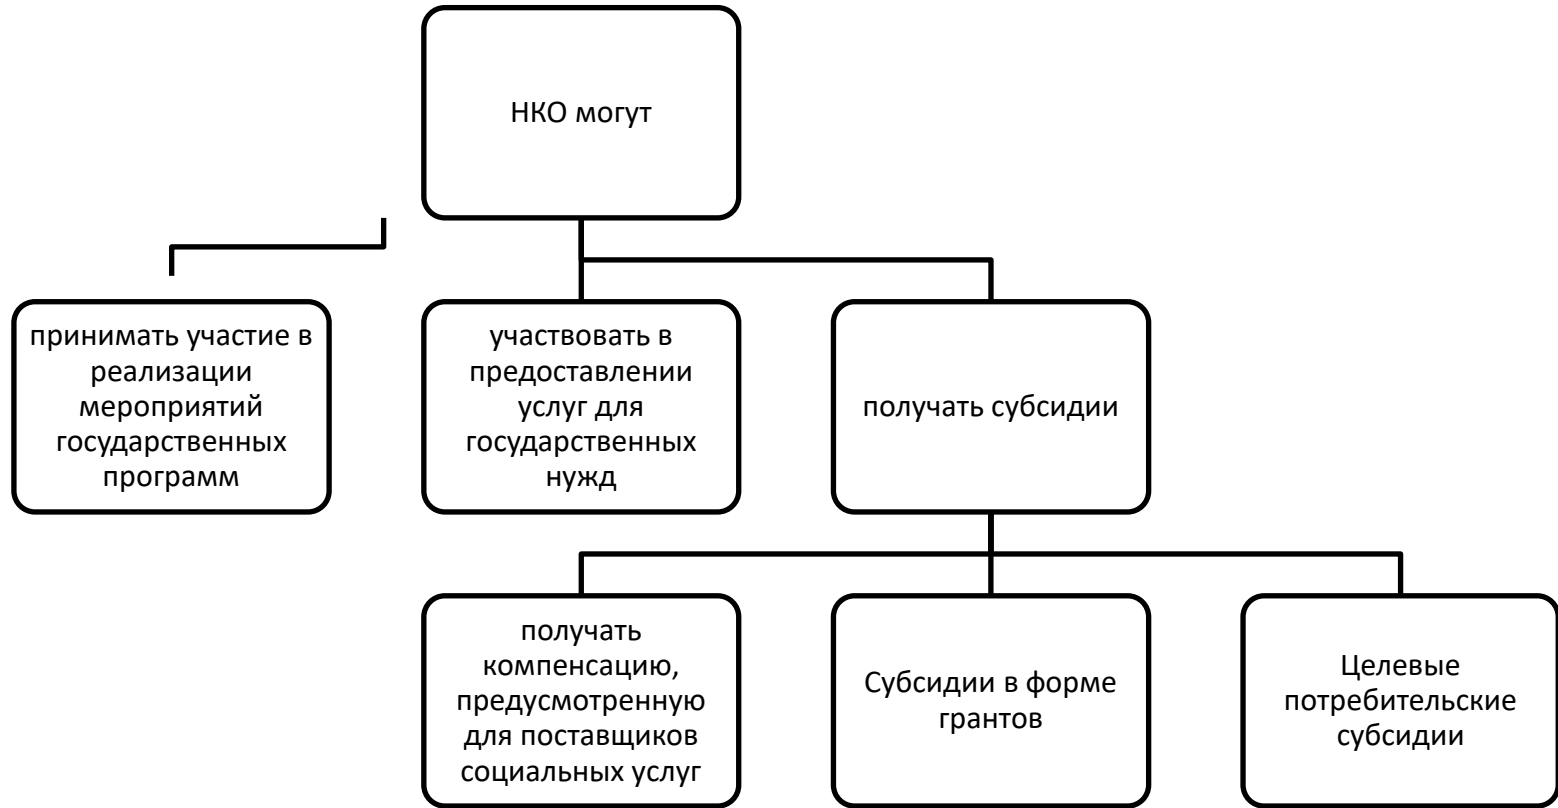 НКО могут
принимать участие в
реализации
мероприятий
государственных
программ
участвовать в
предоставлении
услуг для
государственных
нужд
получать субсидии
получать
компенсацию,
предусмотренную
для поставщиков
социальных услуг
Субсидии в форме
грантов
Целевые
потребительские
субсидии